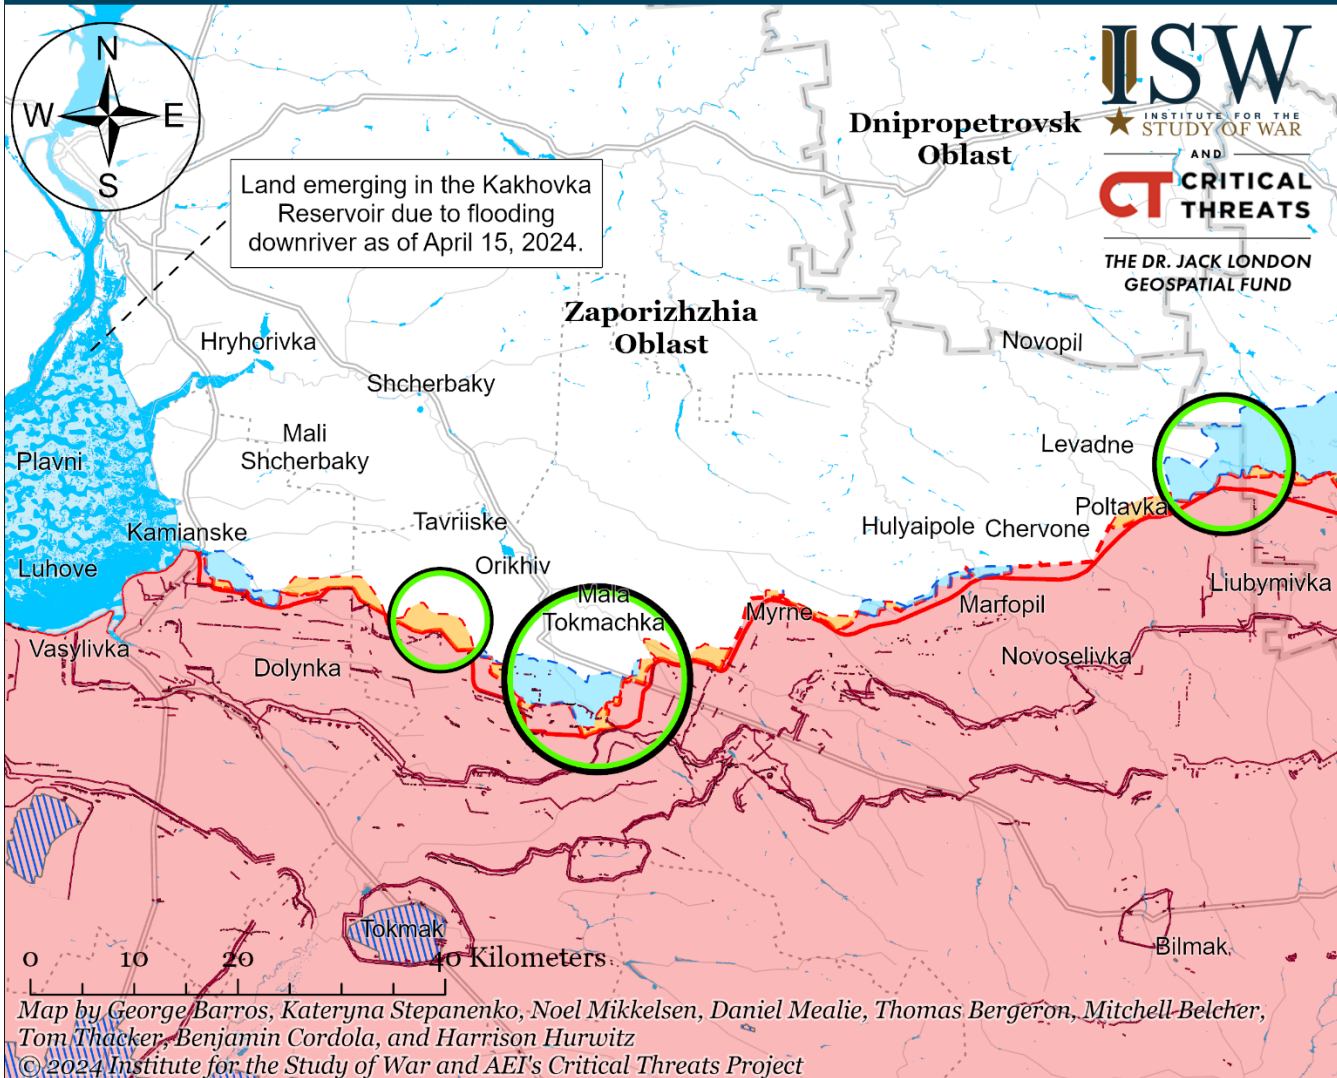 N
W
E
S
ISW
INSTITUTE FOR THE
STUDY OF WAR
AND
CT CRITICAL
THREATS
THE DR. JACK LONDON
GEOSPATIAL FUND
Dnipropetrovsk
Oblast
Land emerging in the Kakhovka
Reservoir due to flooding
downriver as of April 15, 2024.
Zaporizhzhia
Oblast
Hryhorivka
Novopil
Shcherbaky
Mali
Shcherbaky
Levadne
Plavni
Poltavka
Tavriiske
Kamianske
Hulyaipole
Chervone
Orikhiv
Luhove
Liubymivka
Mala
Tokmachka
Myrne
Marfopil
Vasylivka
Dolynka
Novoselivka
Tokmak
Bilmak
0 10 20 40 Kilometers
Map by George Barros, Kateryna Stepanenko, Noel Mikkelsen, Daniel Mealie, Thomas Bergeron, Mitchell Belcher,
Tom Thacker, Benjamin Cordola, and Harrison Hurwitz
© 2024 Institute for the Study of War and AEI's Critical Threats Project